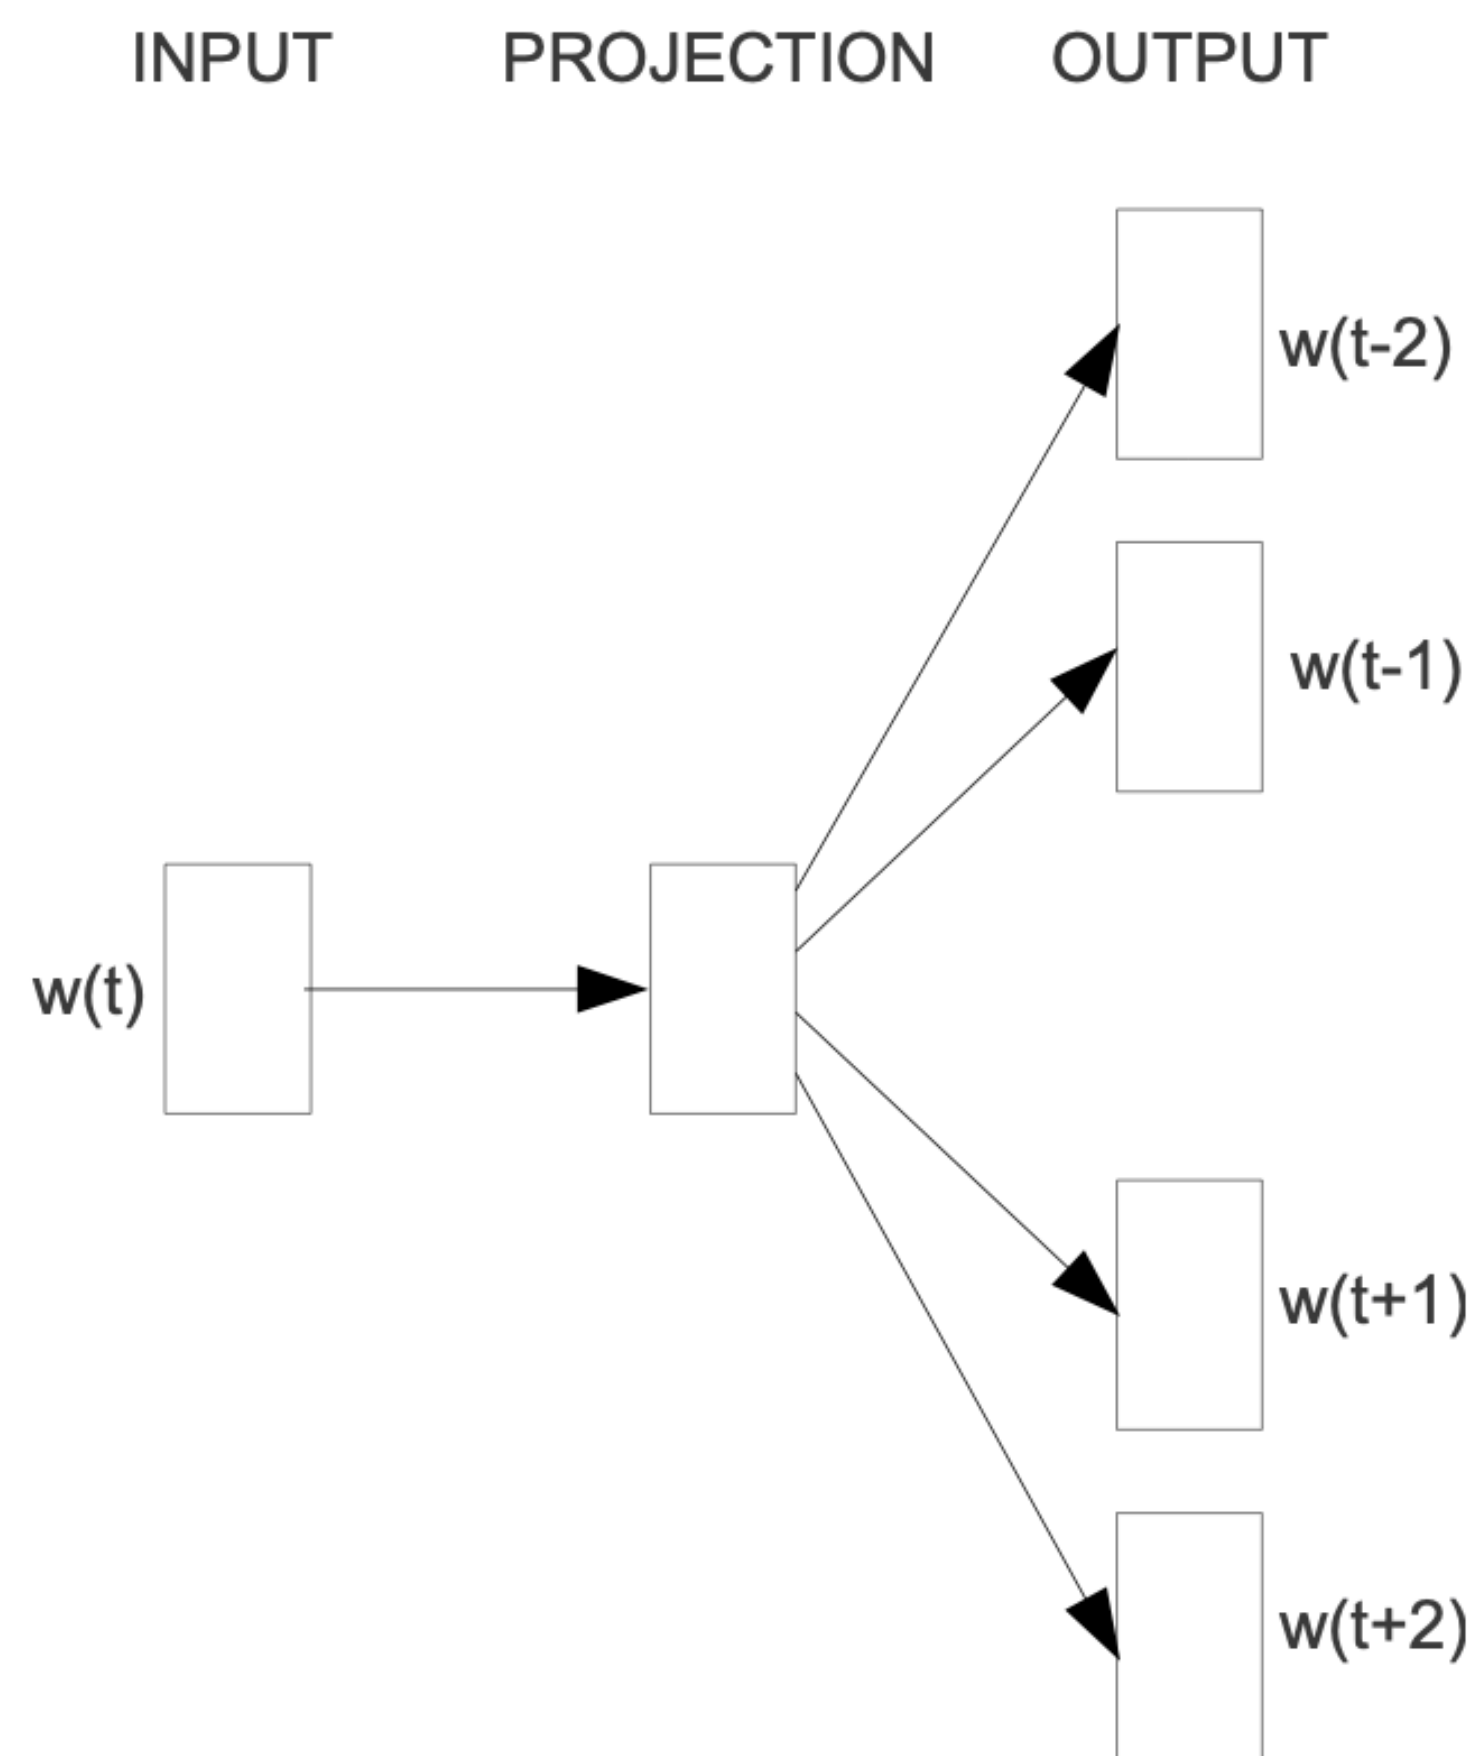 INPUT PROJECTION OUTPUT
w(t-2)
w(t-1)
w(t)
w(t+1)
w(t+2)